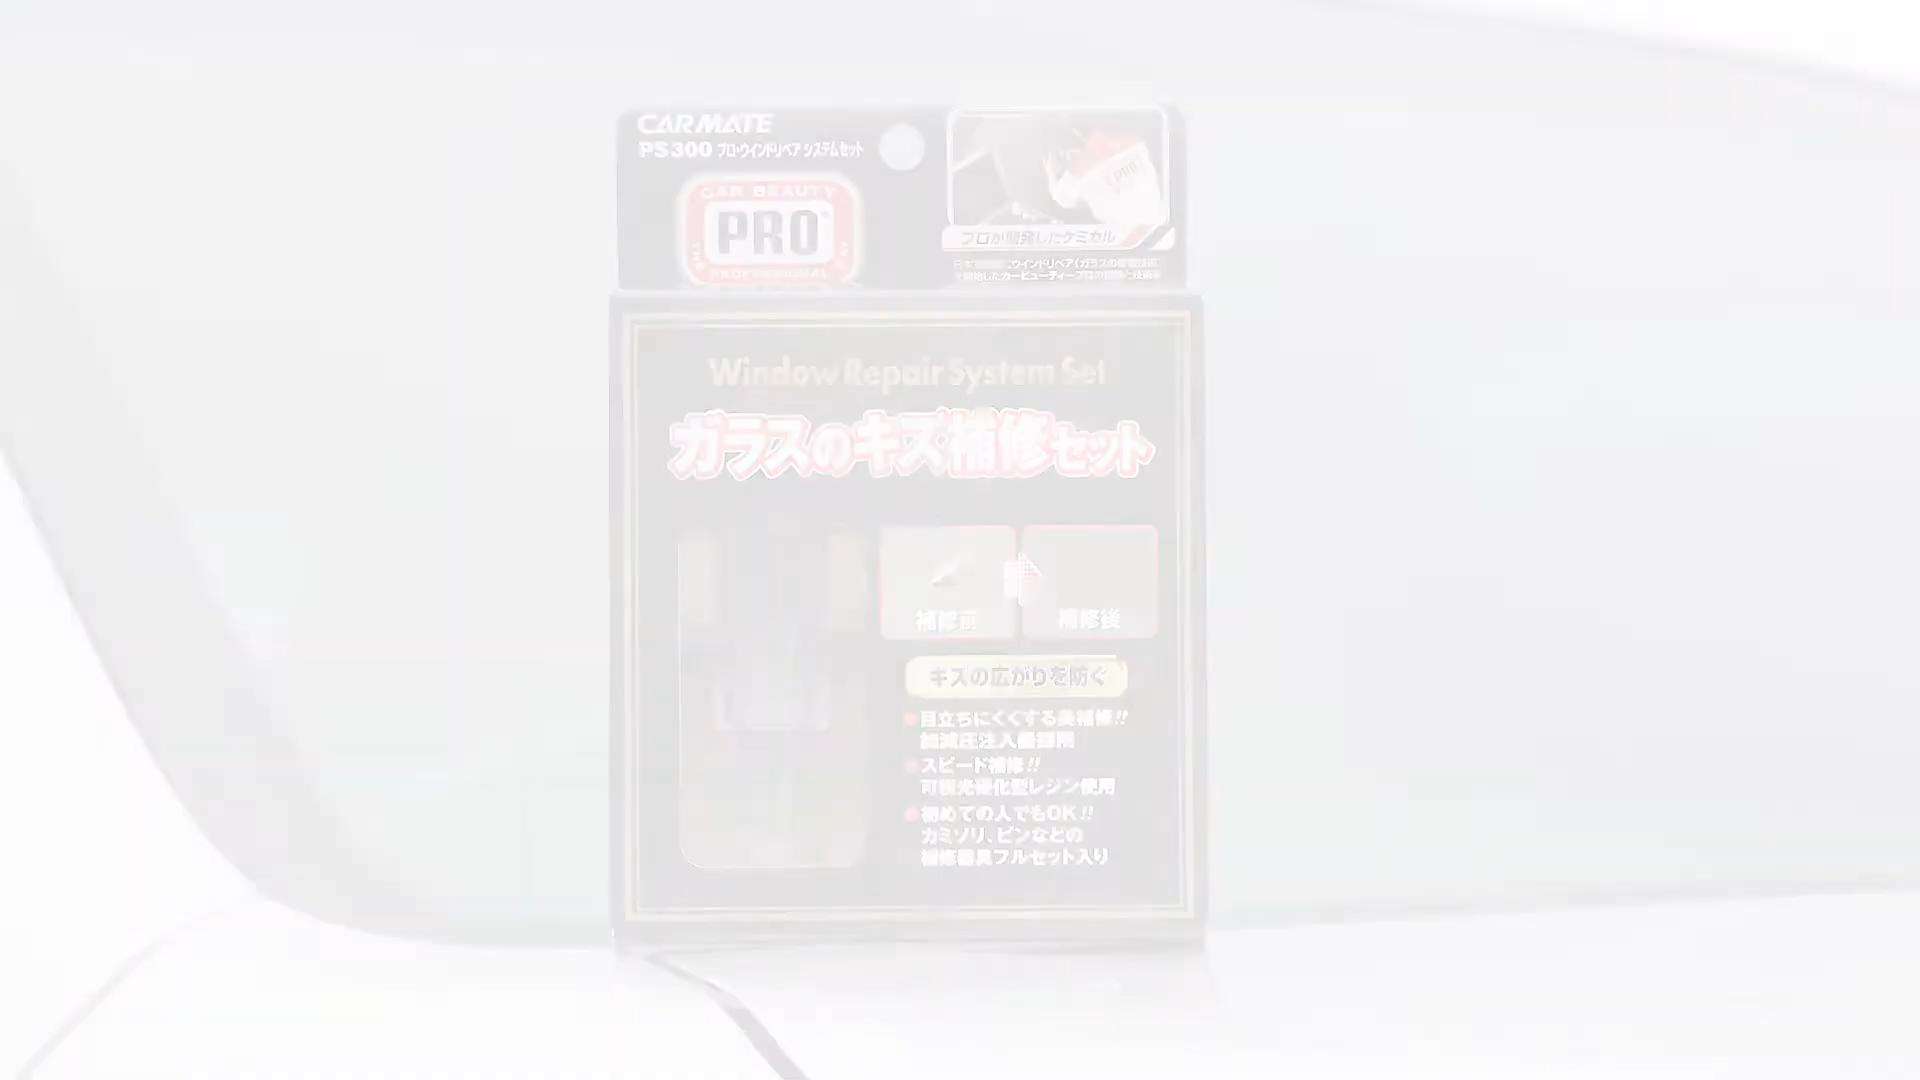 CARMATE
PS300 プロ・ウインドリペア システムセット
CAR BEAUTY
PRO
PROFESSIONAL
PRO
プロが開発したケミカル
Window Repair System Set
ガラスのキズ補修セット
補修前
補修後
キズの広がりを防ぐ
目立ちにくくする美補修!!
加減圧注入器採用
スピード補修!!
可視光硬化型レジン使用
初めての人でもOK!!
カミソリ、ピンなどの
補修器具フルセット入り